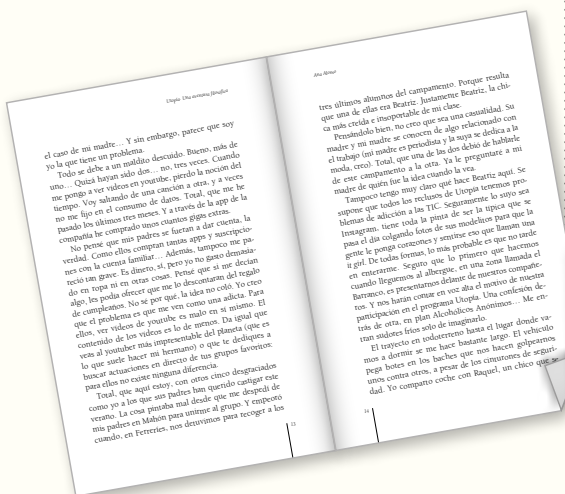 Utopía. Una aventura filosófica
el caso de mi madre… Y sin embargo, parece que soy
yo la que tiene un problema.
Todo se debe a un maldito descuido. Bueno, más de
uno… Quizá hayan sido dos… no, tres veces. Cuando
me pongo a ver vídeos en youtube, pierdo la noción del
tiempo. Voy saltando de una canción a otra, y a veces
no me fijo en el consumo de datos. Total, que me he
pasado los últimos tres meses. Y a través de la app de la
compañía he comprado unos cuantos gigas extras.
No pensé que mis padres se fueran a dar cuenta, la
verdad. Como ellos compran tantas apps y suscripcio-
nes con la cuenta familiar… Además, tampoco me pa-
reció tan grave. Es dinero, sí, pero yo no gasto demasia-
do en ropa ni en otras cosas. Pensé que si me decían
algo, les podía ofrecer que me lo descontaran del regalo
de cumpleaños. No sé por qué, la idea no coló. Yo creo
que el problema es que me ven como una adicta. Para
ellos, ver vídeos de youtube es malo en sí mismo. El
contenido de los vídeos es lo de menos. Da igual que
veas al youtuber más impresentable del planeta (que es
lo que suele hacer mi hermano) o que te dediques a
buscar actuaciones en directo de tus grupos favoritos:
para ellos no existe ninguna diferencia.
Total, que aquí estoy, con otros cinco desgraciados
como yo a los que sus padres han querido castigar este
verano. La cosa pintaba mal desde que me despedí de
mis padres en Mahón para unirme al grupo. Y empeoró
cuando, en Ferreries, nos detuvimos para recoger a los
13
Ana Alonso
tres últimos alumnos del campamento. Porque resulta
que una de ellas era Beatriz. Justamente Beatriz, la chi-
ca más creída e insoportable de mi clase.
Pensándolo bien, no creo que sea una casualidad. Su
madre y mi madre se conocen de algo relacionado con
el trabajo (mi madre es periodista y la suya se dedica a la
moda, creo). Total, que una de las dos debió de hablarle
de este campamento a la otra. Ya le preguntaré a mi
madre de quién fue la idea cuando la vea.
Tampoco tengo muy claro qué hace Beatriz aquí. Se
supone que todos los reclusos de Utopía tenemos pro-
blemas de adicción a las TIC. Seguramente lo suyo sea
Instagram, tiene toda la pinta de ser la típica que se
pasa el día colgando fotos de sus modelitos para que la
gente le ponga corazones y sentirse eso que llaman una
it girl. De todas formas, lo más probable es que no tarde
en enterarme. Seguro que lo primero que hacemos
cuando lleguemos al albergue, en una zona llamada el
Barranco, es presentarnos delante de nuestros compañe-
ros. Y nos harán contar en voz alta el motivo de nuestra
participación en el programa Utopía. Una confesión de-
trás de otra, en plan Alcohólicos Anónimos… Me en-
tran sudores fríos solo de imaginarlo.
El trayecto en todoterreno hasta el lugar donde va-
mos a dormir se me hace bastante largo. El vehículo
pega botes en los baches que nos hacen golpearnos
unos contra otros, a pesar de los cinturones de seguri-
dad. Yo comparto coche con Raquel, un chico que se
14